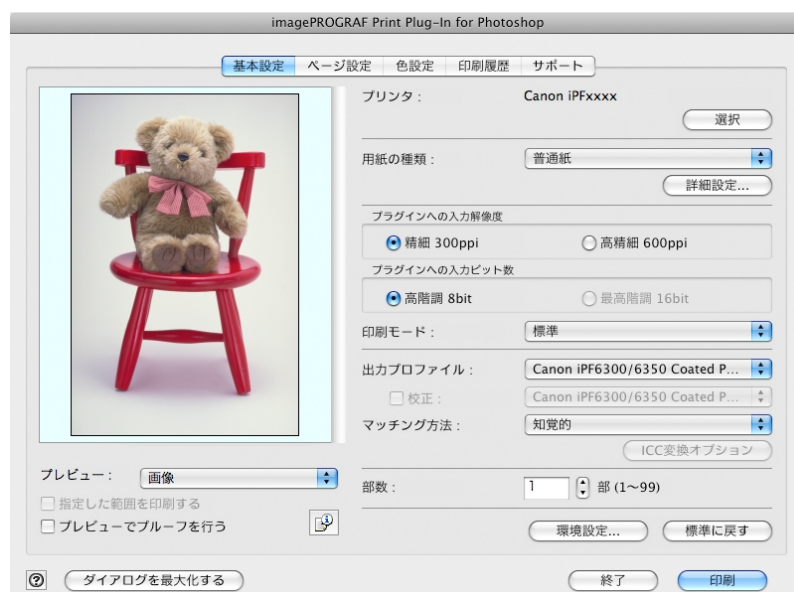 imagePROGRAF Print Plug-In for Photoshop
基本設定 ページ設定 色設定 印刷履歴 サポート
プリンタ： Canon iPFxxxx
選択
用紙の種類： 普通紙
詳細設定...
プラグインへの入力解像度
精細 300ppi 高精細 600ppi
プラグインへの入力ビット数
高階調 8bit 最高階調 16bit
印刷モード： 標準
出力プロファイル： Canon iPF6300/6350 Coated P...
校正： Canon iPF6300/6350 Coated P...
マッチング方法： 知覚的
ICC変換オプション
プレビュー： 画像
指定した範囲を印刷する
プレビューでプルーフを行う
部数： 1 部 (1〜99)
環境設定... 標準に戻す
? ダイアログを最大化する 終了 印刷